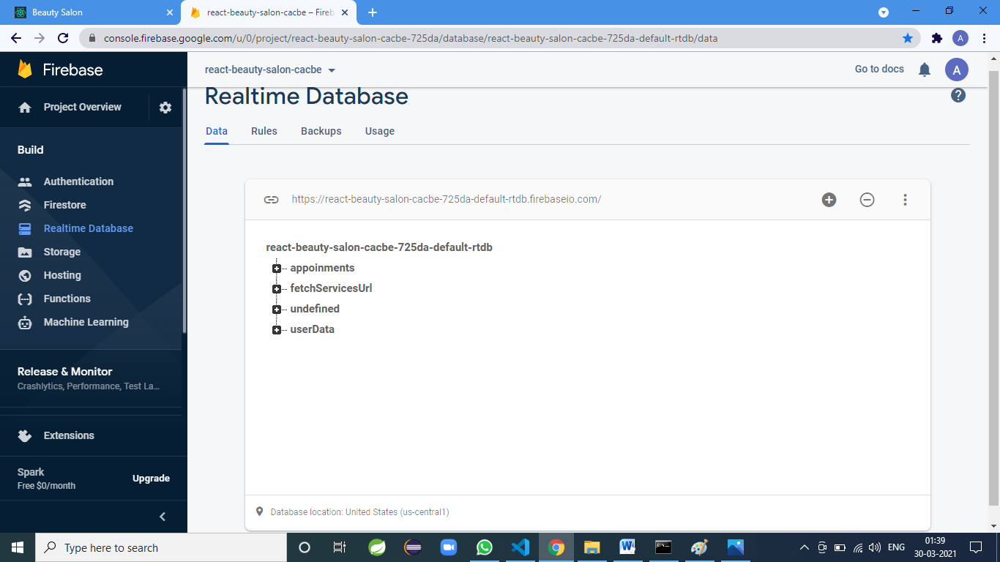 Beauty Salon
react-beauty-salon-cacbe – Fireb
console.firebase.google.com/u/0/project/react-beauty-salon-cacbe-725da/database/react-beauty-salon-cacbe-725da-default-rtdb/data
A
Firebase
react-beauty-salon-cacbe
Go to docs
A
Project Overview
Realtime Database
Data
Rules
Backups
Usage
Build
Authentication
Firestore
Realtime Database
Storage
Hosting
Functions
Machine Learning
Release & Monitor
Crashlytics, Performance, Test La...
Extensions
Spark
Free $0/month
Upgrade
https://react-beauty-salon-cacbe-725da-default-rtdb.firebaseio.com/
react-beauty-salon-cacbe-725da-default-rtdb
appoinments
fetchServicesUrl
undefined
userData
Database location: United States (us-central1)
Type here to search
ENG
01:39
30-03-2021